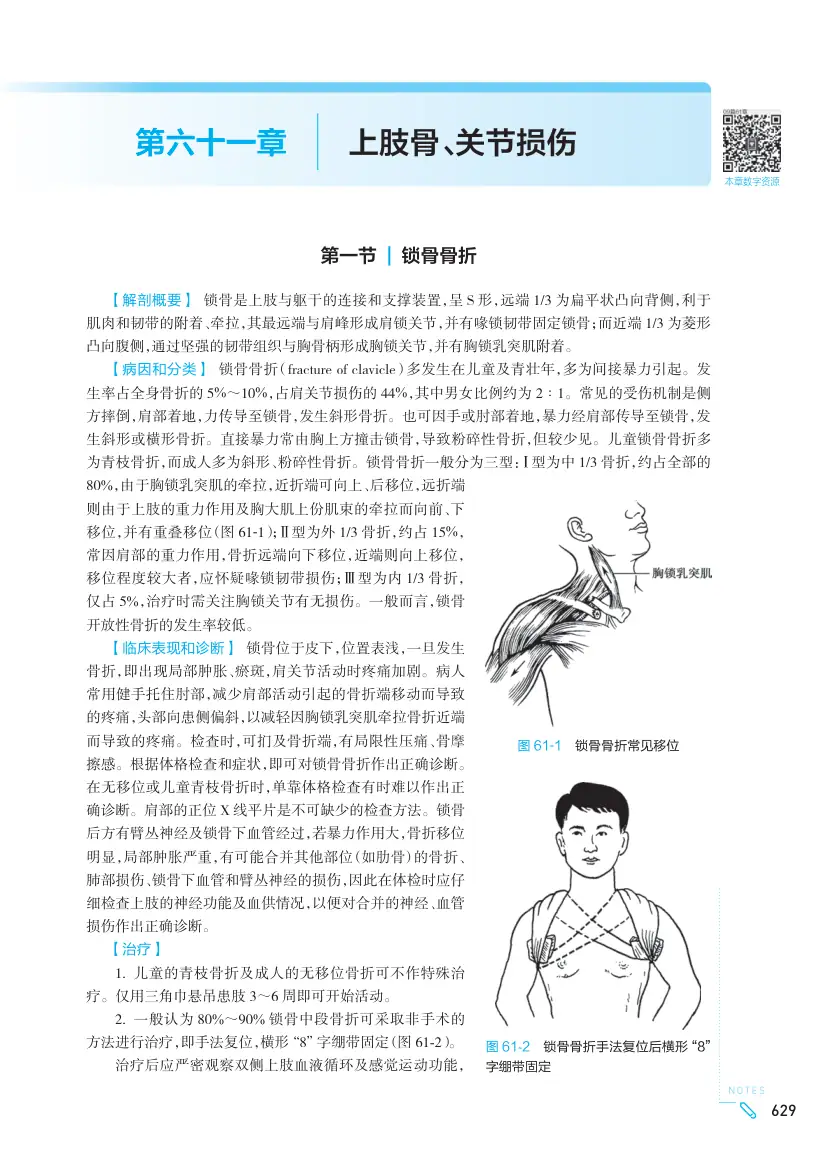 第六十一章
上肢骨、关节损伤
本章数字资源
第一节 | 锁骨骨折
【解剖概要】 锁骨是上肢与躯干的连接和支撑装置，呈 S 形，远端 1/3 为扁平状凸向背侧，利于
肌肉和韧带的附着、牵拉，其最远端与肩峰形成肩锁关节，并有喙锁韧带固定锁骨；而近端 1/3 为菱形
凸向腹侧，通过坚强的韧带组织与胸骨柄形成胸锁关节，并有胸锁乳突肌附着。
【病因和分类】 锁骨骨折（fracture of clavicle）多发生在儿童及青壮年，多为间接暴力引起。发
生率占全身骨折的 5%～10%，占肩关节损伤的 44%，其中男女比例约为 2∶1。常见的受伤机制是侧
方摔倒，肩部着地，力传导至锁骨，发生斜形骨折。也可因手或肘部着地，暴力经肩部传导至锁骨，发
生斜形或横形骨折。直接暴力常由胸上方撞击锁骨，导致粉碎性骨折，但较少见。儿童锁骨骨折多
为青枝骨折，而成人多为斜形、粉碎性骨折。锁骨骨折一般分为三型：Ⅰ型为中 1/3 骨折，约占全部的
80%，由于胸锁乳突肌的牵拉，近折端可向上、后移位，远折端
则由于上肢的重力作用及胸大肌上份肌束的牵拉而向前、下
移位，并有重叠移位（图 61-1）；Ⅱ型为外 1/3 骨折，约占 15%，
常因肩部的重力作用，骨折远端向下移位，近端则向上移位，
移位程度较大者，应怀疑喙锁韧带损伤；Ⅲ型为内 1/3 骨折，
仅占 5%，治疗时需关注胸锁关节有无损伤。一般而言，锁骨
开放性骨折的发生率较低。
【临床表现和诊断】 锁骨位于皮下，位置表浅，一旦发生
骨折，即出现局部肿胀、瘀斑，肩关节活动时疼痛加剧。病人
常用健手托住肘部，减少肩部活动引起的骨折端移动而导致
的疼痛，头部向患侧偏斜，以减轻因胸锁乳突肌牵拉骨折近端
而导致的疼痛。检查时，可扪及骨折端，有局限性压痛、骨摩
擦感。根据体格检查和症状，即可对锁骨骨折作出正确诊断。
在无移位或儿童青枝骨折时，单靠体格检查有时难以作出正
确诊断。肩部的正位 X 线平片是不可缺少的检查方法。锁骨
后方有臂丛神经及锁骨下血管经过，若暴力作用大，骨折移位
明显，局部肿胀严重，有可能合并其他部位（如肋骨）的骨折、
肺部损伤、锁骨下血管和臂丛神经的损伤，因此在体检时应仔
细检查上肢的神经功能及血供情况，以便对合并的神经、血管
损伤作出正确诊断。
【治疗】
1. 儿童的青枝骨折及成人的无移位骨折可不作特殊治
疗。仅用三角巾悬吊患肢 3～6 周即可开始活动。
2. 一般认为 80%～90% 锁骨中段骨折可采取非手术的
方法进行治疗，即手法复位，横形 “8” 字绷带固定（图 61-2）。
治疗后应严密观察双侧上肢血液循环及感觉运动功能，
胸锁乳突肌
图 61-1 锁骨骨折常见移位
图 61-2 锁骨骨折手法复位后横形 “8”
字绷带固定
NOTES
629